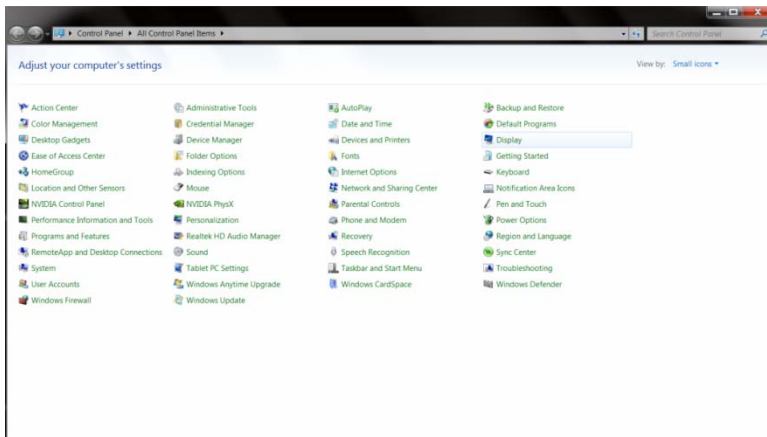 Control Panel All Control Panel Items
Search Control Panel
Adjust your computer's settings
View by: Small icons
Action Center Administrative Tools AutoPlay Backup and Restore
Color Management Credential Manager Date and Time Default Programs
Desktop Gadgets Device Manager Devices and Printers Display
Ease of Access Center Folder Options Fonts Getting Started
HomeGroup Indexing Options Internet Options Keyboard
Location and Other Sensors Mouse Network and Sharing Center Notification Area Icons
NVIDIA Control Panel NVIDIA PhysX Parental Controls Pen and Touch
Performance Information and Tools Personalization Phone and Modem Power Options
Programs and Features Realtek HD Audio Manager Recovery Region and Language
RemoteApp and Desktop Connections Sound Speech Recognition Sync Center
System Tablet PC Settings Taskbar and Start Menu Troubleshooting
User Accounts Windows Anytime Upgrade Windows CardSpace Windows Defender
Windows Firewall Windows Update